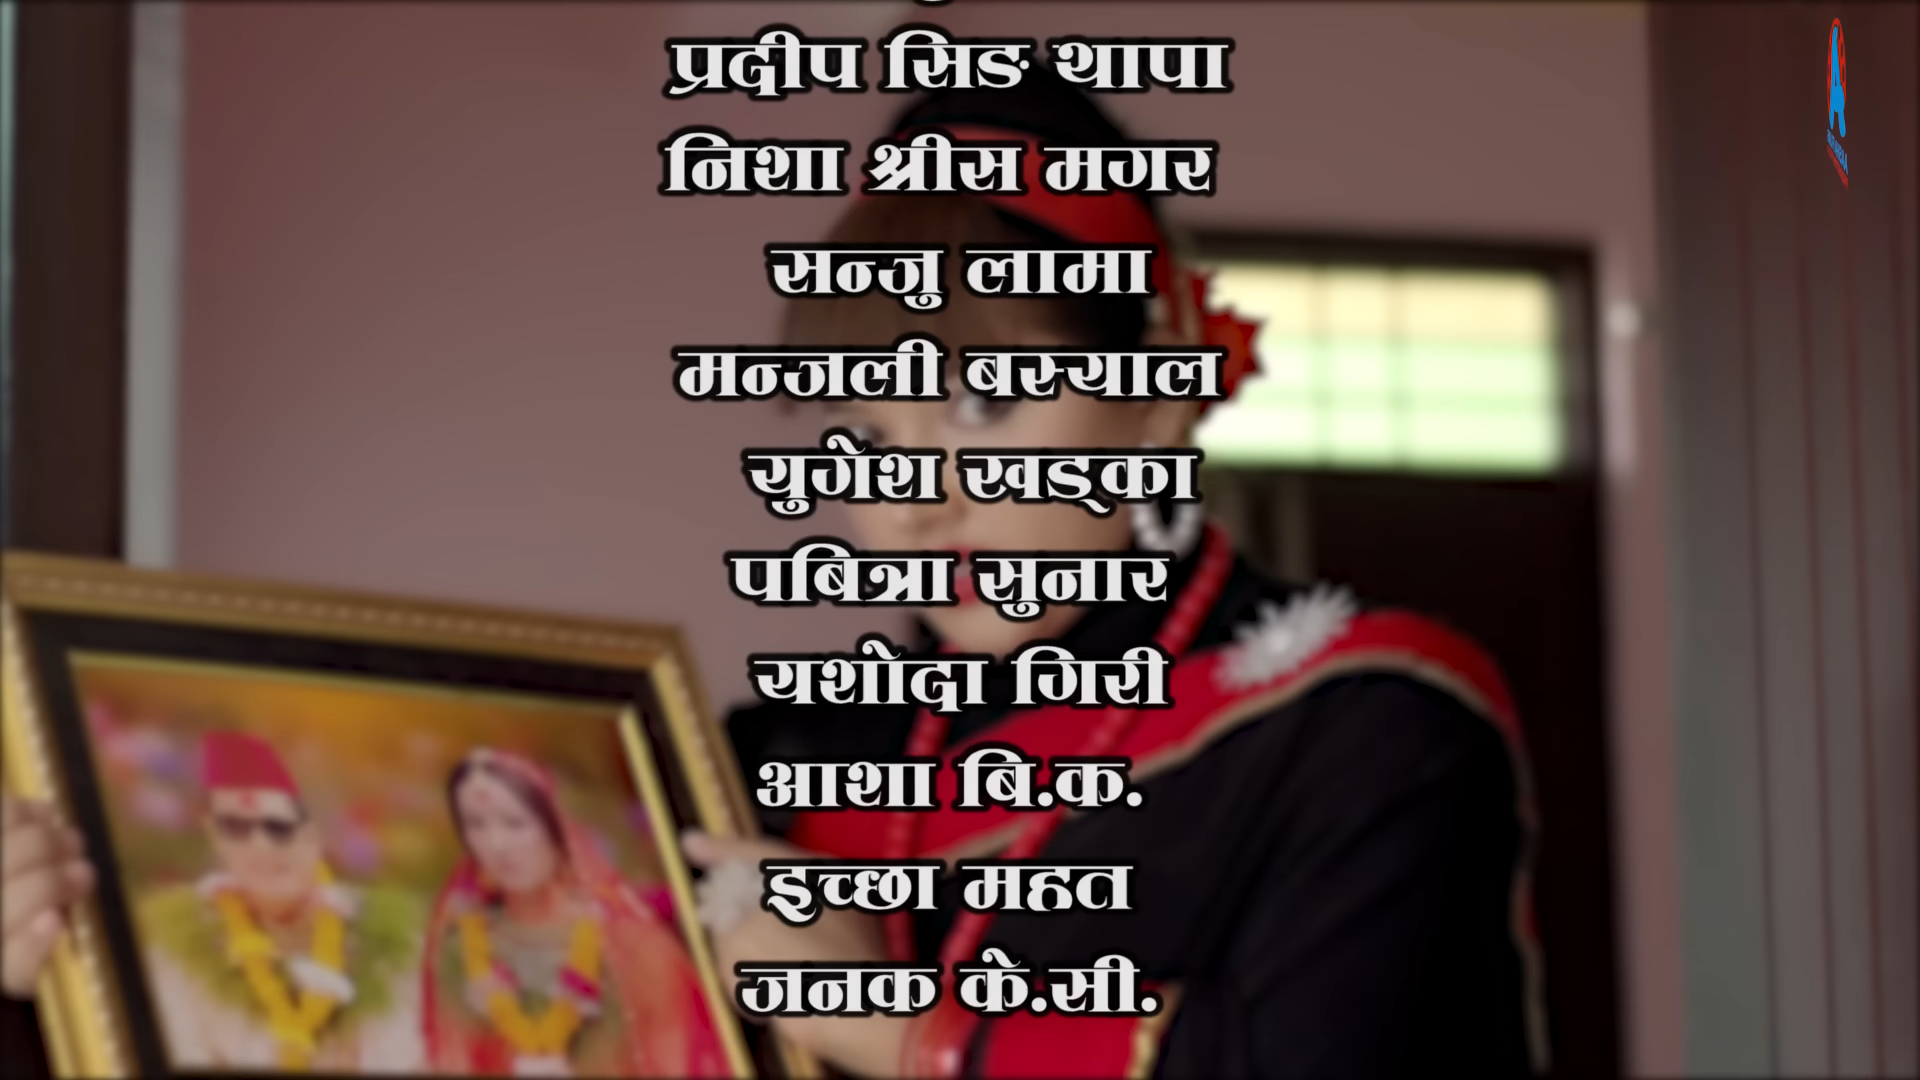 प्रदीप सिङ थापा
निशा श्रीस मगर
सन्जु लामा
मन्जली बस्याल
युगेश खड्का
पबित्रा सुनार
यशोदा गिरी
आशा बि.क.
इच्छा महत
जनक के.सी.